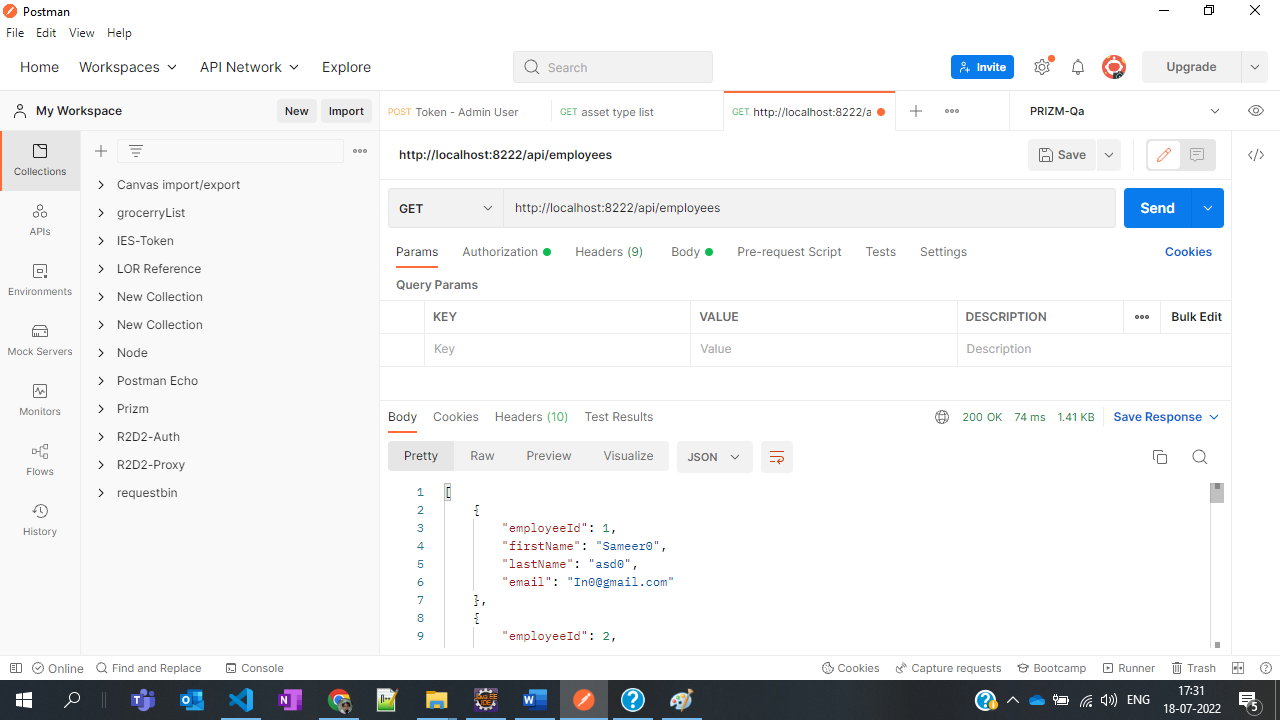 Postman
File Edit View Help
Home Workspaces API Network Explore Search Invite Upgrade
My Workspace New Import POST Token - Admin User GET asset type list GET http://localhost:8222/a PRIZM-Qa
http://localhost:8222/api/employees Save
GET http://localhost:8222/api/employees Send
Params Authorization Headers (9) Body Pre-request Script Tests Settings Cookies
Query Params
KEY VALUE DESCRIPTION Bulk Edit
Key Value Description
Collections
APIs
Environments
Mock Servers
Monitors
Flows
History
Canvas import/export
grocerryList
IES-Token
LOR Reference
New Collection
New Collection
Node
Postman Echo
Prizm
R2D2-Auth
R2D2-Proxy
requestbin
Body Cookies Headers (10) Test Results 200 OK 74 ms 1.41 KB Save Response
Pretty Raw Preview Visualize JSON
1 [
2 {
3 "employeeId": 1,
4 "firstName": "Sameer0",
5 "lastName": "asd0",
6 "email": "In0@gmail.com"
7 },
8 {
9 "employeeId": 2,
Online Find and Replace Console Cookies Capture requests Bootcamp Runner Trash
ENG 17:31
18-07-2022
5